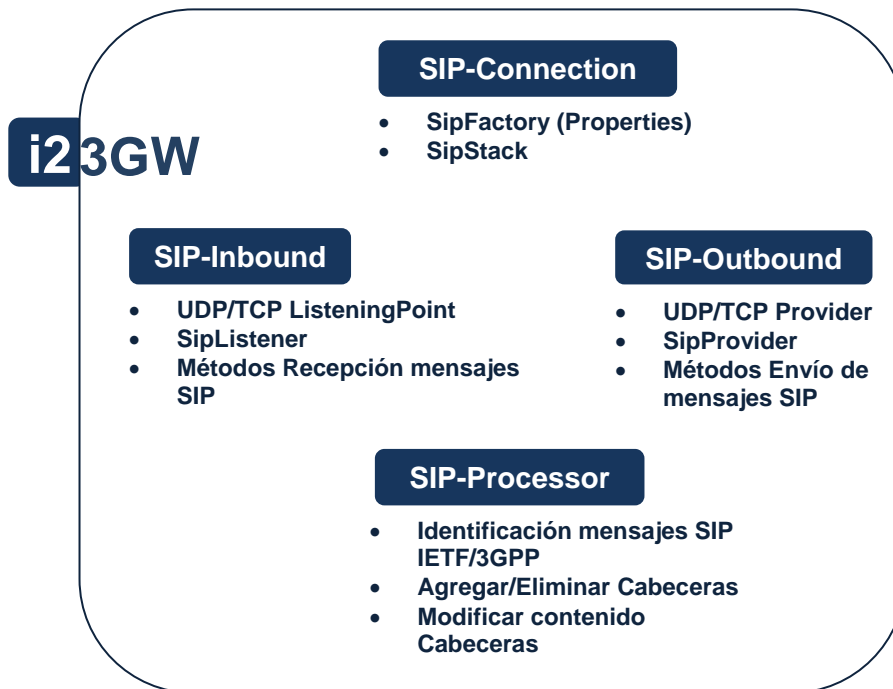 SIP-Connection
• SipFactory (Properties)
• SipStack
i23GW
SIP-Inbound
• UDP/TCP ListeningPoint
• SipListener
• Métodos Recepción mensajes
SIP
SIP-Outbound
• UDP/TCP Provider
• SipProvider
• Métodos Envío de
mensajes SIP
SIP-Processor
• Identificación mensajes SIP
IETF/3GPP
• Agregar/Eliminar Cabeceras
• Modificar contenido
Cabeceras